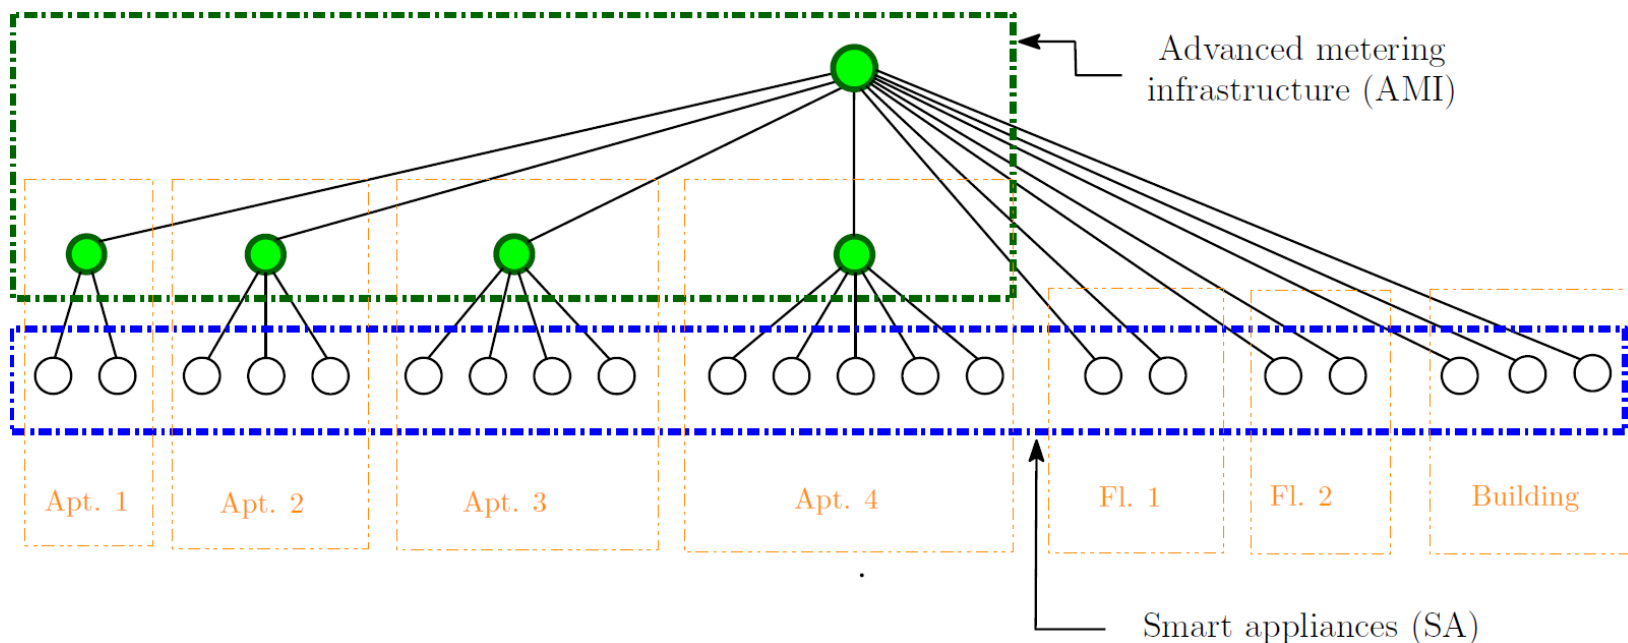 Advanced metering
infrastructure (AMI)
Apt. 1
Apt. 2
Apt. 3
Apt. 4
Fl. 1
Fl. 2
Building
Smart appliances (SA)